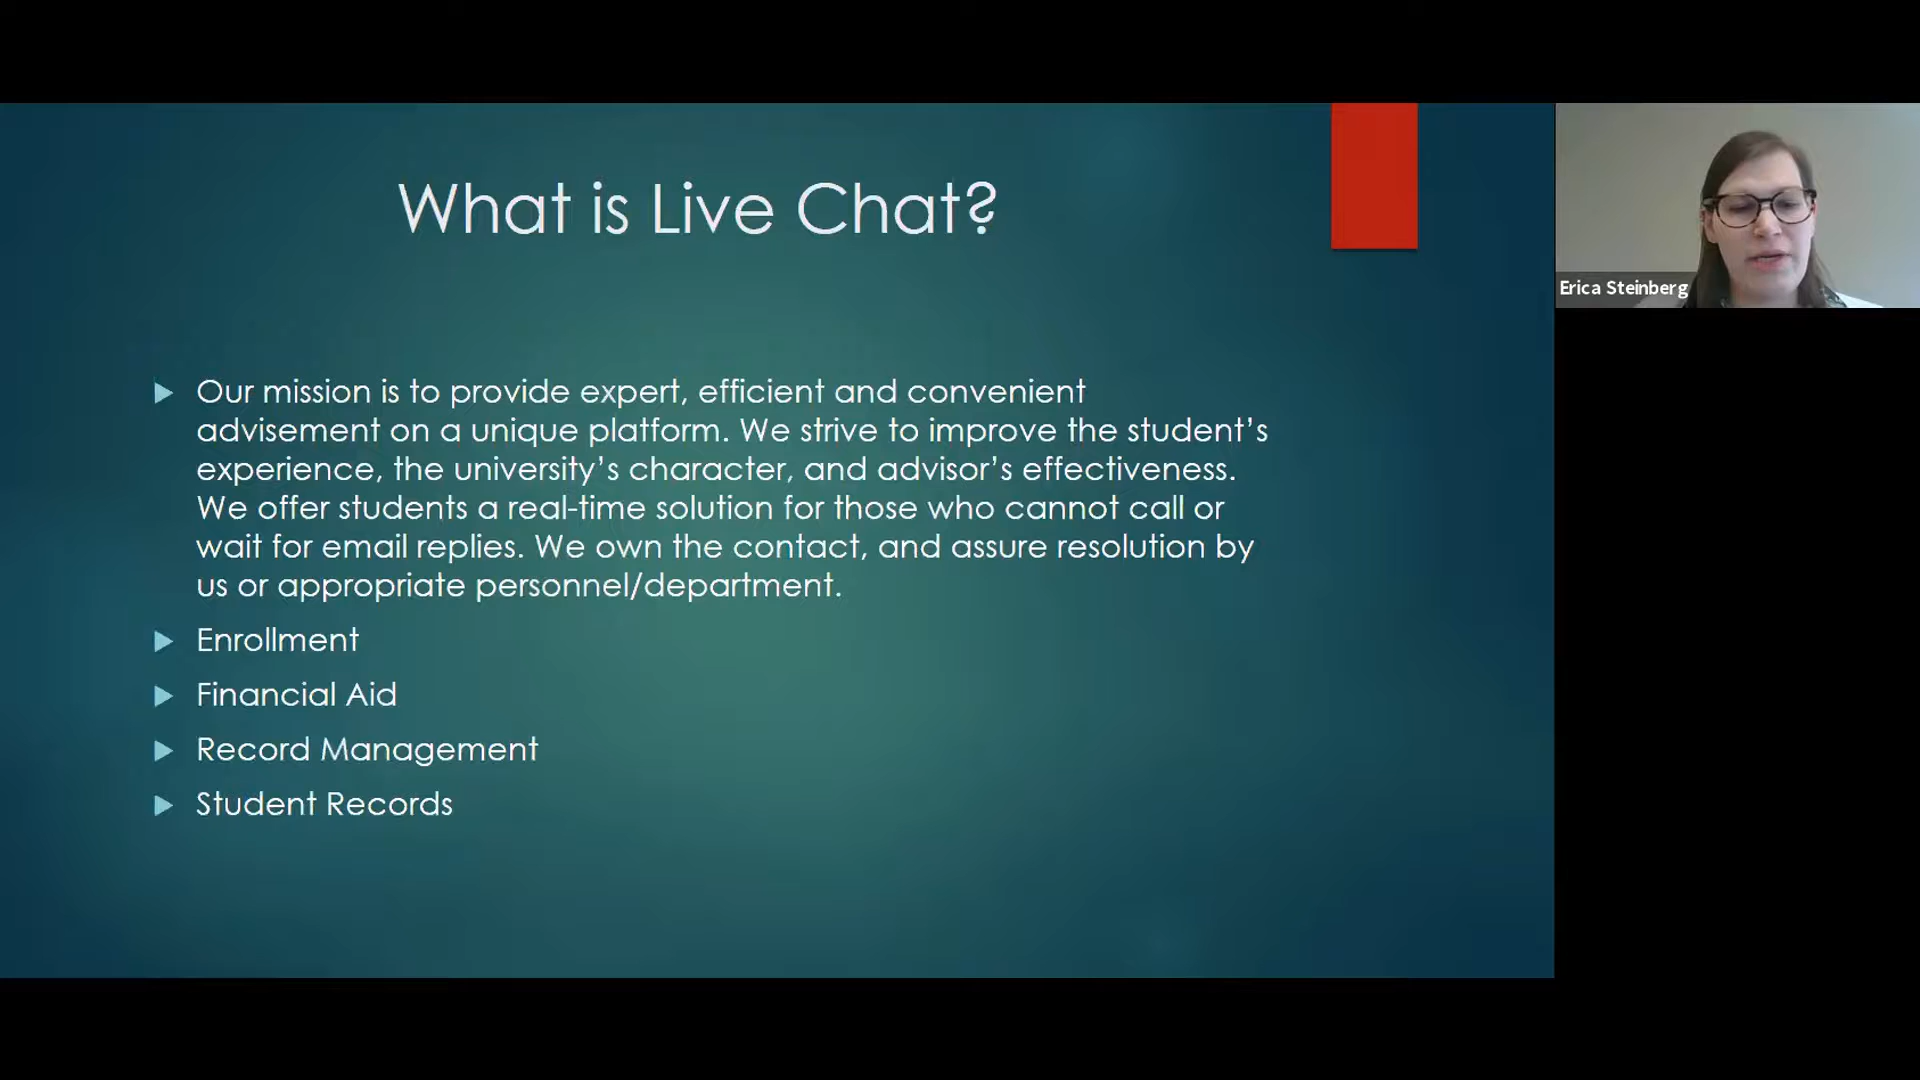 What is Live Chat?
Our mission is to provide expert, efficient and convenient
advisement on a unique platform. We strive to improve the student’s
experience, the university’s character, and advisor’s effectiveness.
We offer students a real-time solution for those who cannot call or
wait for email replies. We own the contact, and assure resolution by
us or appropriate personnel/department.
Enrollment
Financial Aid
Record Management
Student Records
Erica Steinberg